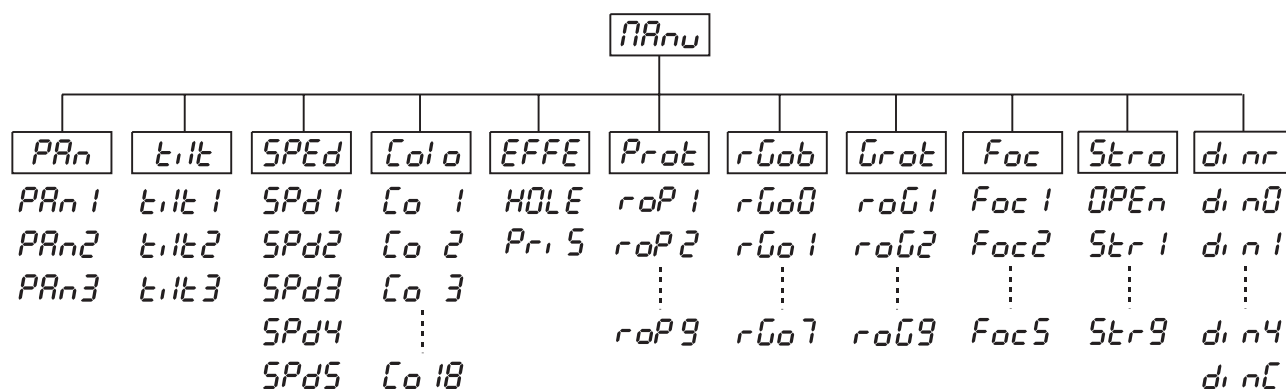 MAnu
PAn tilt SPEd Colo EFFE Prot rGob Grot Foc Stro dinr
PAn1 tilt1 SPd1 Co 1 HOLE roP1 rGo0 roG1 Foc1 OPEn din0
PAn2 tilt2 SPd2 Co 2 PriS roP2 rGo1 roG2 Foc2 Str1 din1
PAn3 tilt3 SPd3 Co 3
SPd4 roP9 rGo7 roG9 Foc5 Str9 din4
SPd5 Co18 dinC